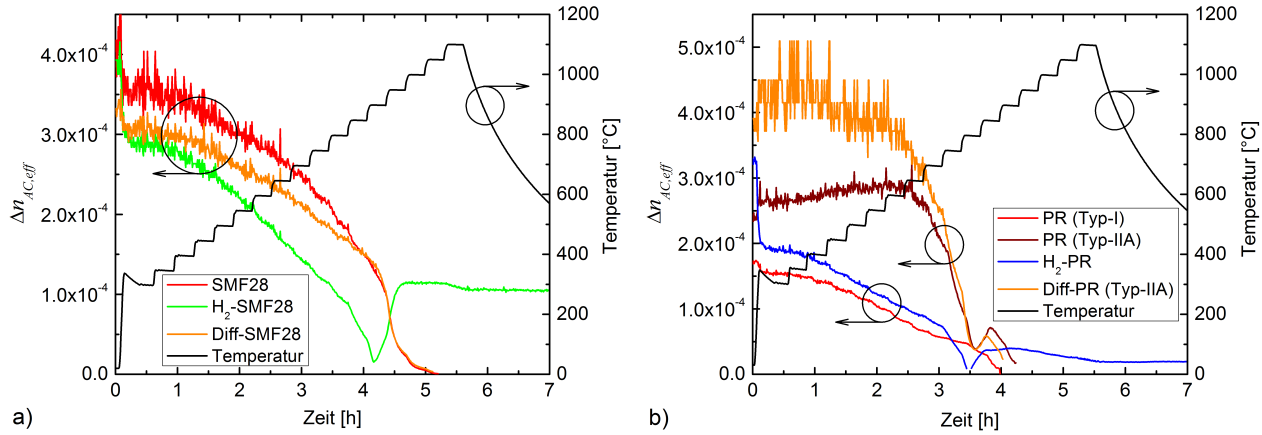 4.0x10⁻⁴
3.0x10⁻⁴
2.0x10⁻⁴
1.0x10⁻⁴
0.0
Δn_AC,eff
0 1 2 3 4 5 6 7
Zeit [h]
1200
1000
800
600
400
200
0
Temperatur [°C]
SMF28
H₂-SMF28
Diff-SMF28
Temperatur
a)
5.0x10⁻⁴
4.0x10⁻⁴
3.0x10⁻⁴
2.0x10⁻⁴
1.0x10⁻⁴
0.0
Δn_AC,eff
0 1 2 3 4 5 6 7
Zeit [h]
1200
1000
800
600
400
200
0
Temperatur [°C]
PR (Typ-I)
PR (Typ-IIA)
H₂-PR
Diff-PR (Typ-IIA)
Temperatur
b)